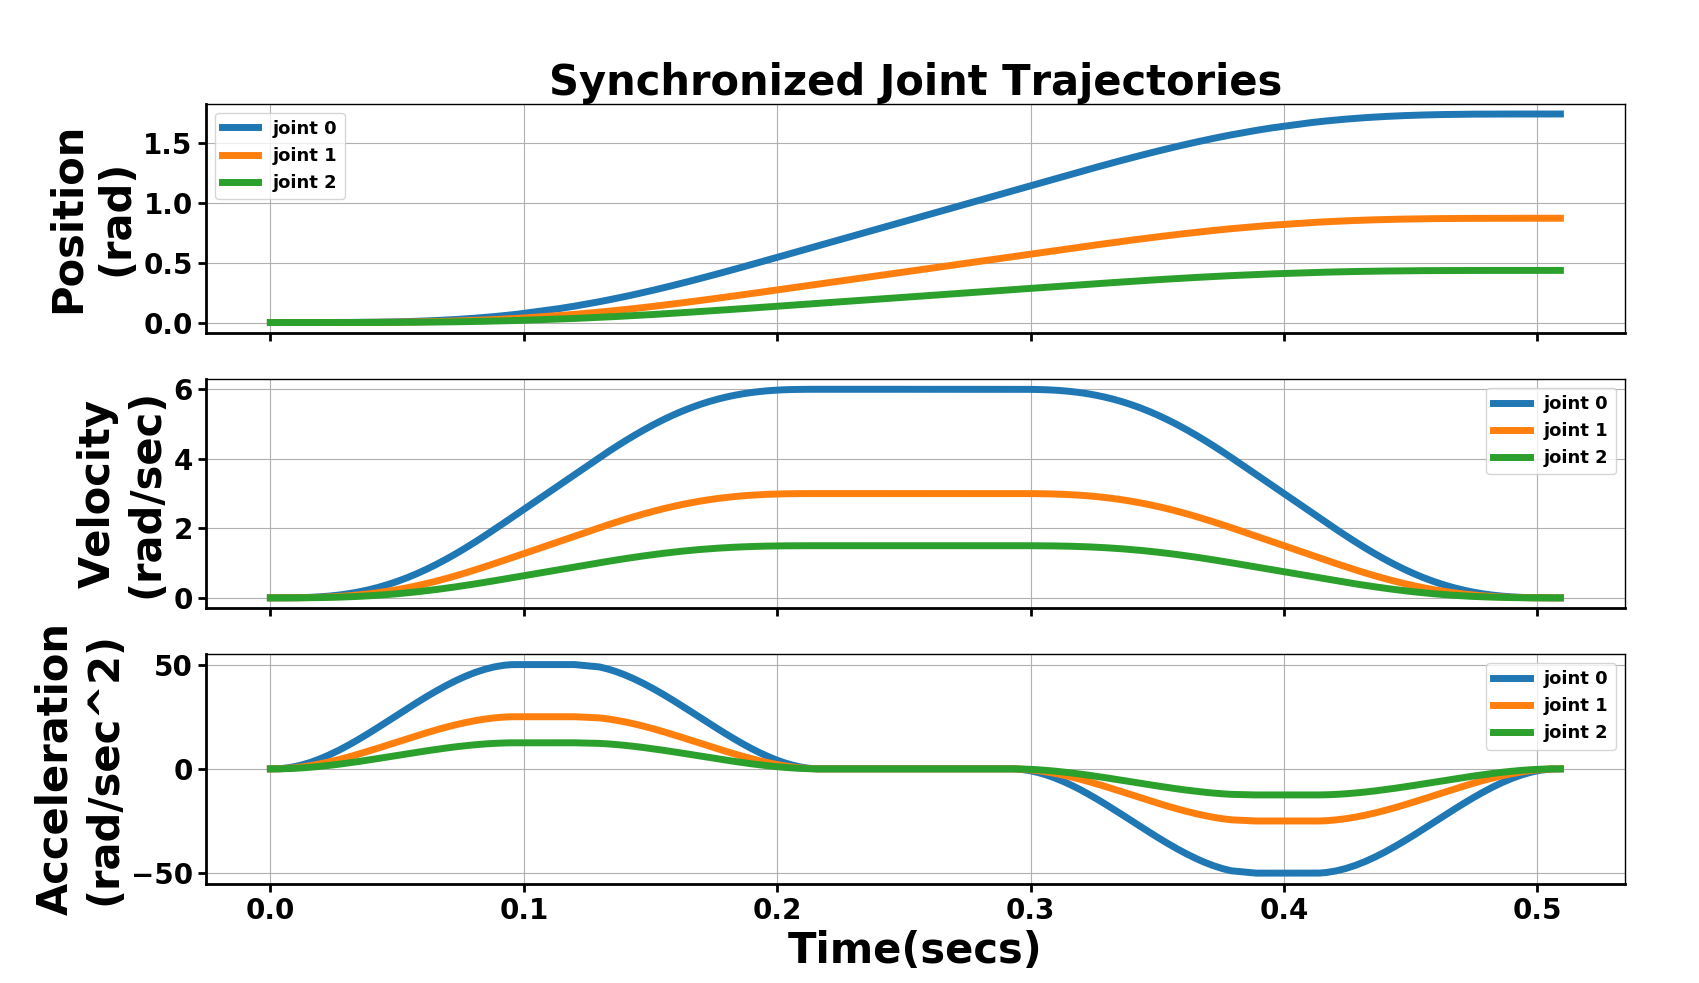 Synchronized Joint Trajectories
Position
(rad)
1.5
1.0
0.5
0.0
joint 0
joint 1
joint 2
Velocity
(rad/sec)
6
4
2
0
joint 0
joint 1
joint 2
Acceleration
(rad/sec^2)
50
0
−50
joint 0
joint 1
joint 2
0.0 0.1 0.2 0.3 0.4 0.5
Time(secs)